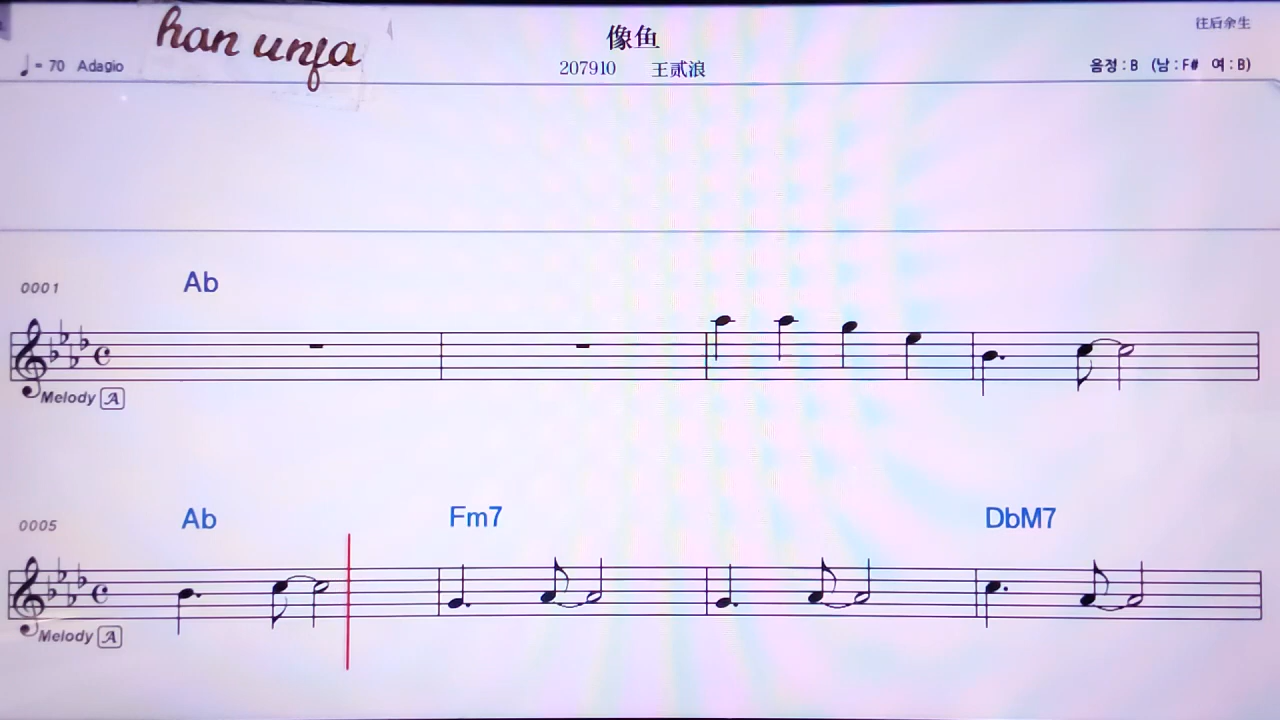 han unfa
像鱼
往后余生
♩= 70 Adagio
207910 王贰浪
음정 : B (남 : F# 여 : B)
Ab
0001
Melody A
Ab Fm7 DbM7
0005
Melody A